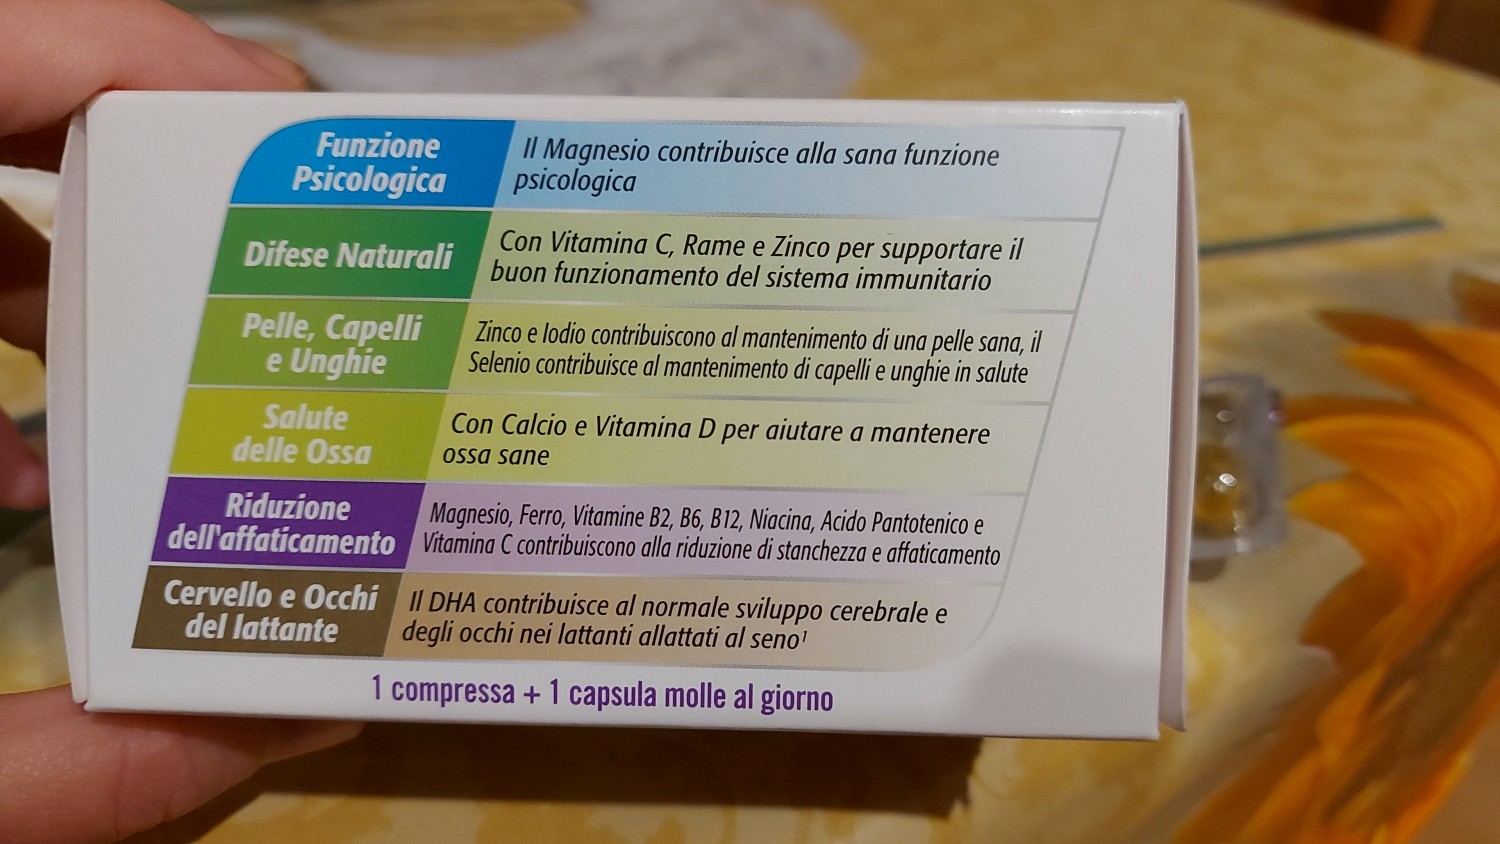 Funzione
Psicologica
Il Magnesio contribuisce alla sana funzione
psicologica
Difese Naturali
Con Vitamina C, Rame e Zinco per supportare il
buon funzionamento del sistema immunitario
Pelle, Capelli
e Unghie
Zinco e Iodio contribuiscono al mantenimento di una pelle sana, il
Selenio contribuisce al mantenimento di capelli e unghie in salute
Salute
delle Ossa
Con Calcio e Vitamina D per aiutare a mantenere
ossa sane
Riduzione
dell'affaticamento
Magnesio, Ferro, Vitamine B2, B6, B12, Niacina, Acido Pantotenico e
Vitamina C contribuiscono alla riduzione di stanchezza e affaticamento
Cervello e Occhi
del lattante
Il DHA contribuisce al normale sviluppo cerebrale e
degli occhi nei lattanti allattati al seno¹
1 compressa + 1 capsula molle al giorno